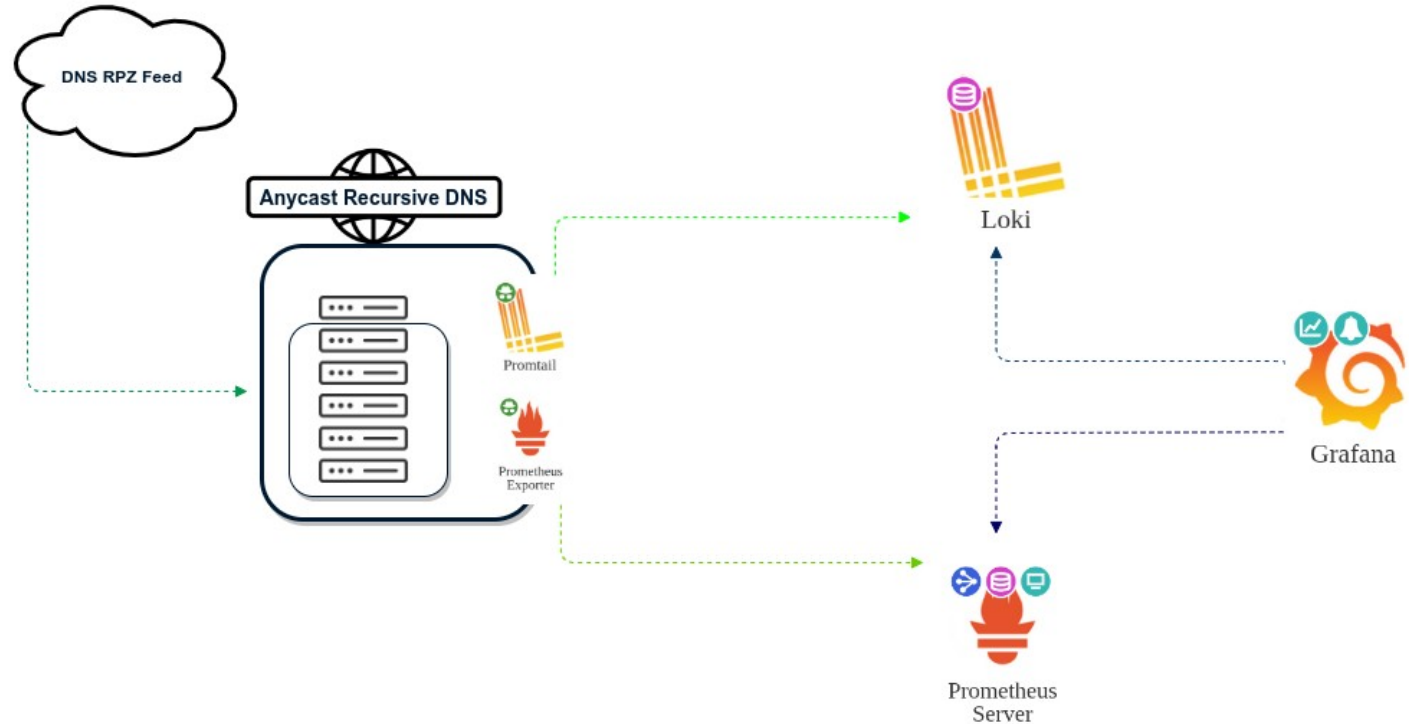 DNS RPZ Feed
Anycast Recursive DNS
Loki
Promtail
Grafana
Prometheus
Exporter
Prometheus
Server